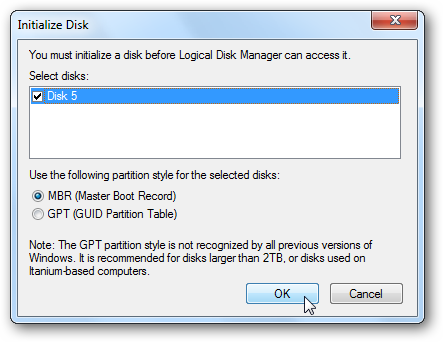 Initialize Disk
You must initialize a disk before Logical Disk Manager can access it.
Select disks:
Disk 5
Use the following partition style for the selected disks:
MBR (Master Boot Record)
GPT (GUID Partition Table)
Note: The GPT partition style is not recognized by all previous versions of
Windows. It is recommended for disks larger than 2TB, or disks used on
Itanium-based computers.
OK Cancel